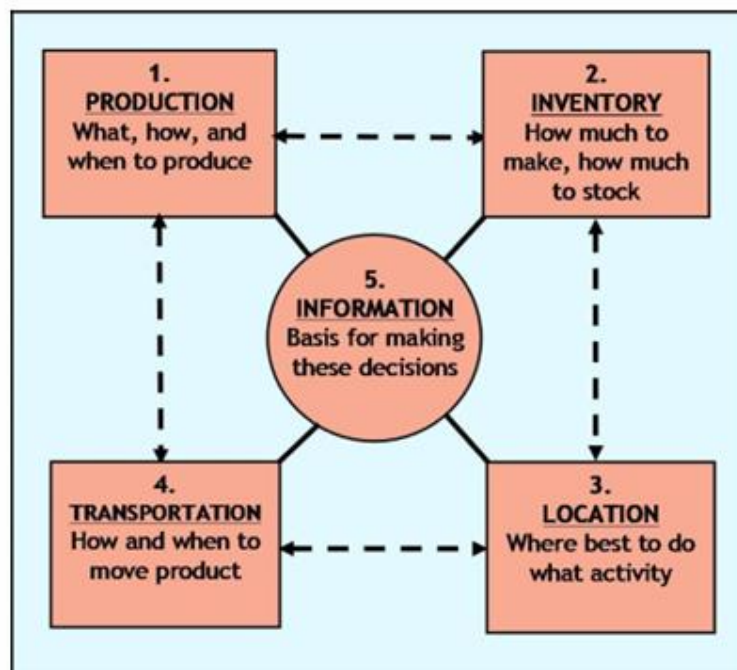 1.
PRODUCTION
What, how, and
when to produce
2.
INVENTORY
How much to
make, how much
to stock
5.
INFORMATION
Basis for making
these decisions
4.
TRANSPORTATION
How and when to
move product
3.
LOCATION
Where best to do
what activity